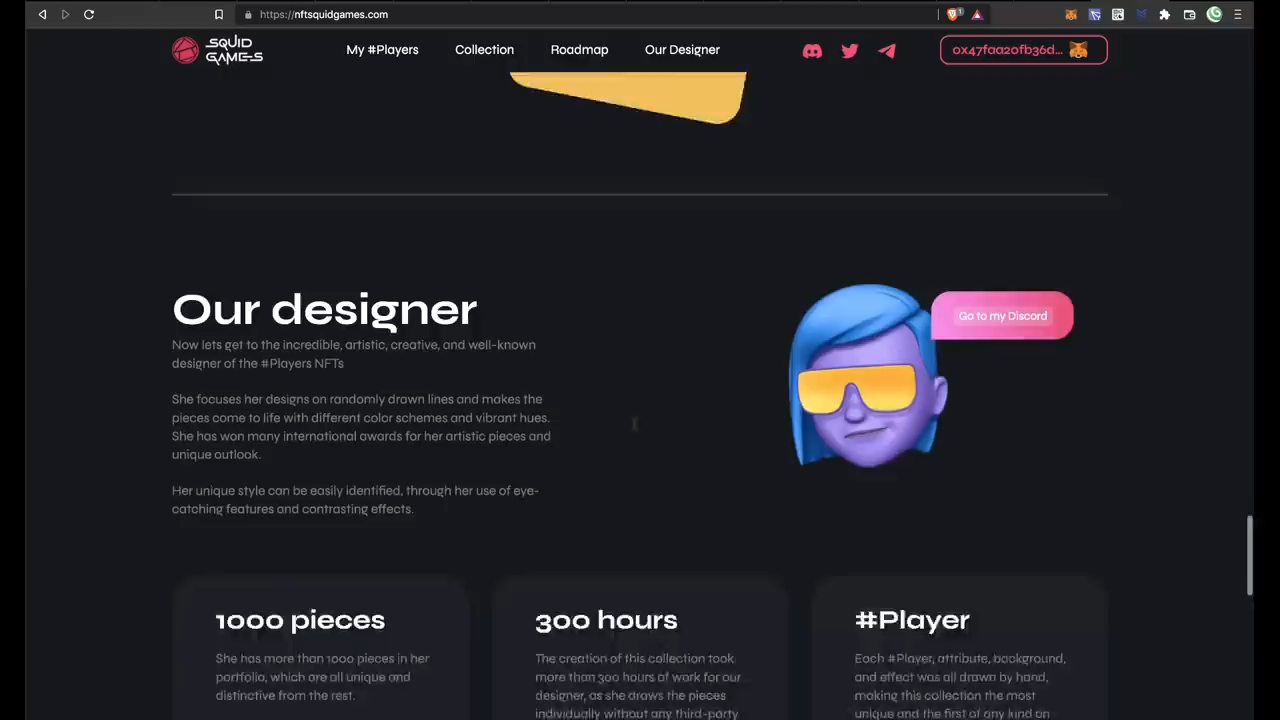 https://nftsquidgames.com
SQUID
GAMES
My #Players
Collection
Roadmap
Our Designer
0x47faa20fb36d...
Our designer
Go to my Discord
Now lets get to the incredible, artistic, creative, and well-known
designer of the #Players NFTs
She focuses her designs on randomly drawn lines and makes the
pieces come to life with different color schemes and vibrant hues.
She has won many international awards for her artistic pieces and
unique outlook.
Her unique style can be easily identified, through her use of eye-
catching features and contrasting effects.
1000 pieces
She has more than 1000 pieces in her
portfolio, which are all unique and
distinctive from the rest.
300 hours
The creation of this collection took
more than 300 hours of work for our
designer, as she draws the pieces
individually without any third-party
#Player
Each #Player, attribute, background,
and effect was all drawn by hand,
making this collection the most
unique and the first of any kind on